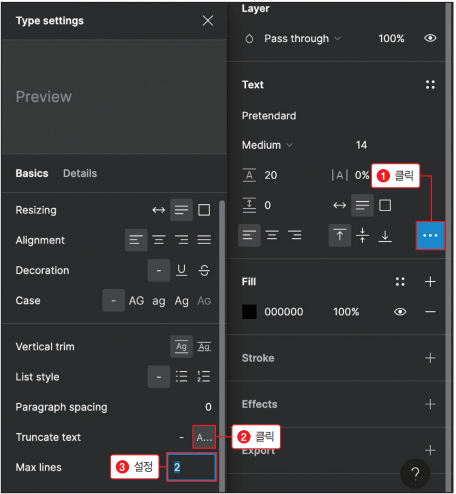 Type settings
Preview
Basics Details
Resizing
Alignment
Decoration - U S
Case - AG ag Ag AG
Vertical trim Ag Ag
List style -
Paragraph spacing 0
Truncate text - A...
Max lines 3 설정 2
Layer
Pass through 100%
Text
Pretendard
Medium 14
A 20 |A| 0% 1 클릭
0
Fill
000000 100%
Stroke
Effects
2 클릭
Export
?